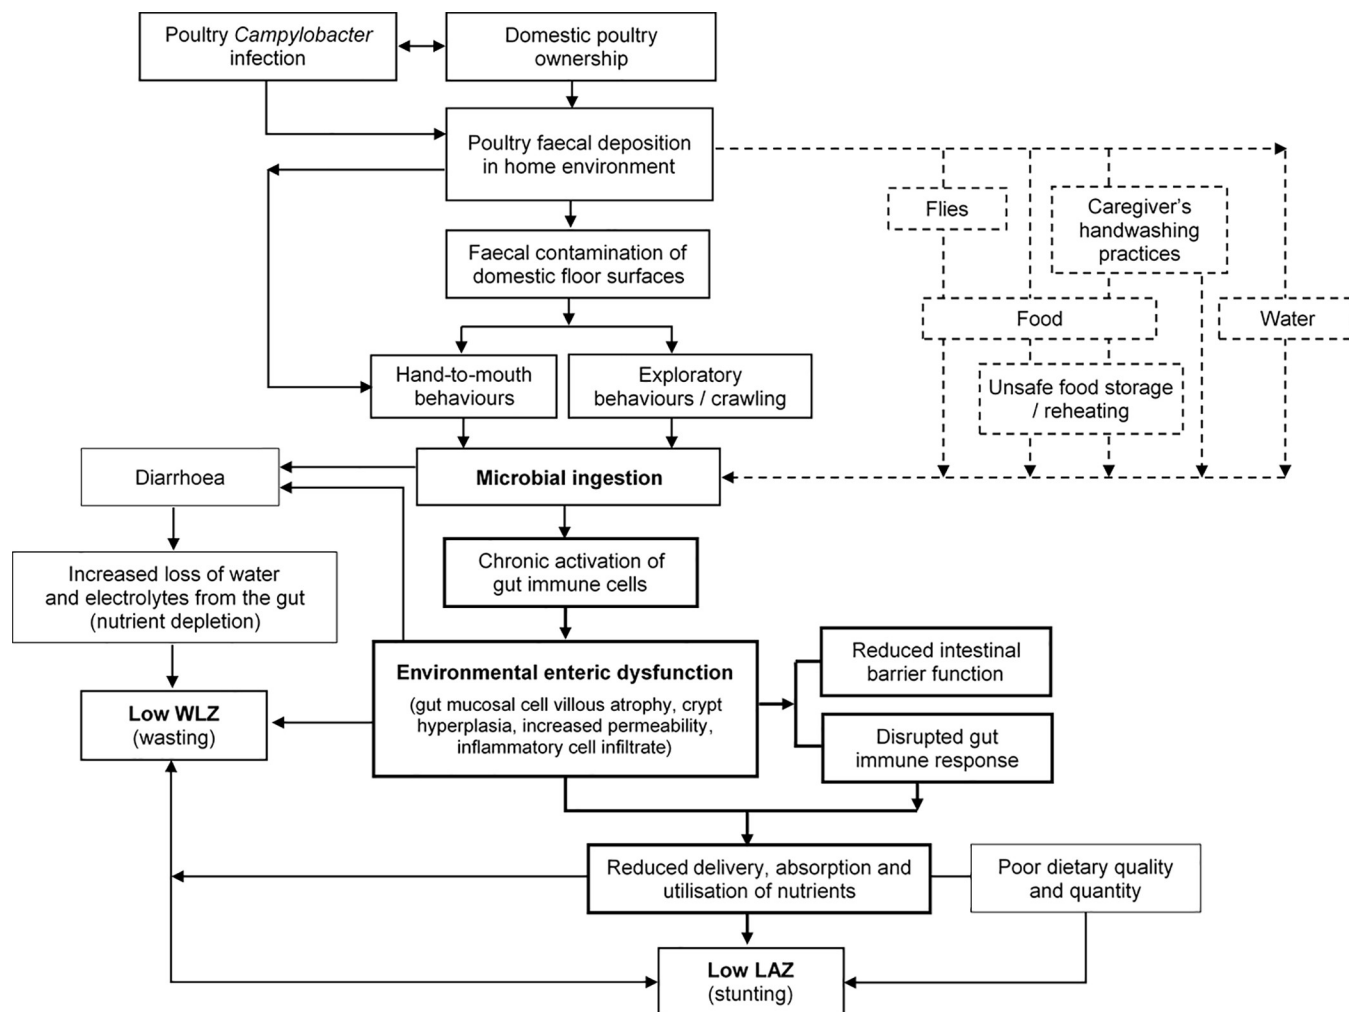 Poultry Campylobacter
infection
Domestic poultry
ownership
Poultry faecal deposition
in home environment
Flies
Caregiver's
handwashing
practices
Faecal contamination of
domestic floor surfaces
Food
Water
Hand-to-mouth
behaviours
Exploratory
behaviours / crawling
Unsafe food storage
/ reheating
Diarrhoea
Microbial ingestion
Increased loss of water
and electrolytes from the gut
(nutrient depletion)
Chronic activation of
gut immune cells
Environmental enteric dysfunction
(gut mucosal cell villous atrophy, crypt
hyperplasia, increased permeability,
inflammatory cell infiltrate)
Reduced intestinal
barrier function
Low WLZ
(wasting)
Disrupted gut
immune response
Reduced delivery, absorption and
utilisation of nutrients
Poor dietary quality
and quantity
Low LAZ
(stunting)